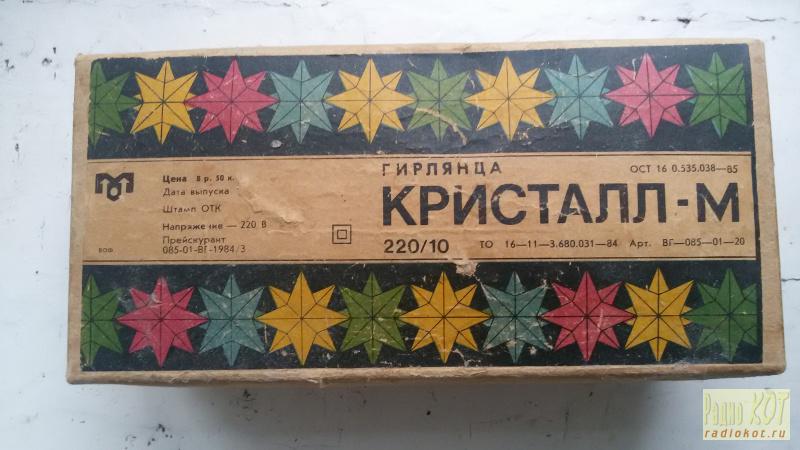 ГИРЛЯНДА
ОСТ 16 0.535.038—85
КРИСТАЛЛ-М
220/10 ТО 16—11—3.680.031—84 Арт. ВГ—085—01—20
Цена 8 р. 50 к.
Дата выпуска
Штамп ОТК
Напряжение — 220 В
Прейскурант
085-01-ВГ-1984/3
ВОФ
Радио КОТ
radiokot.ru